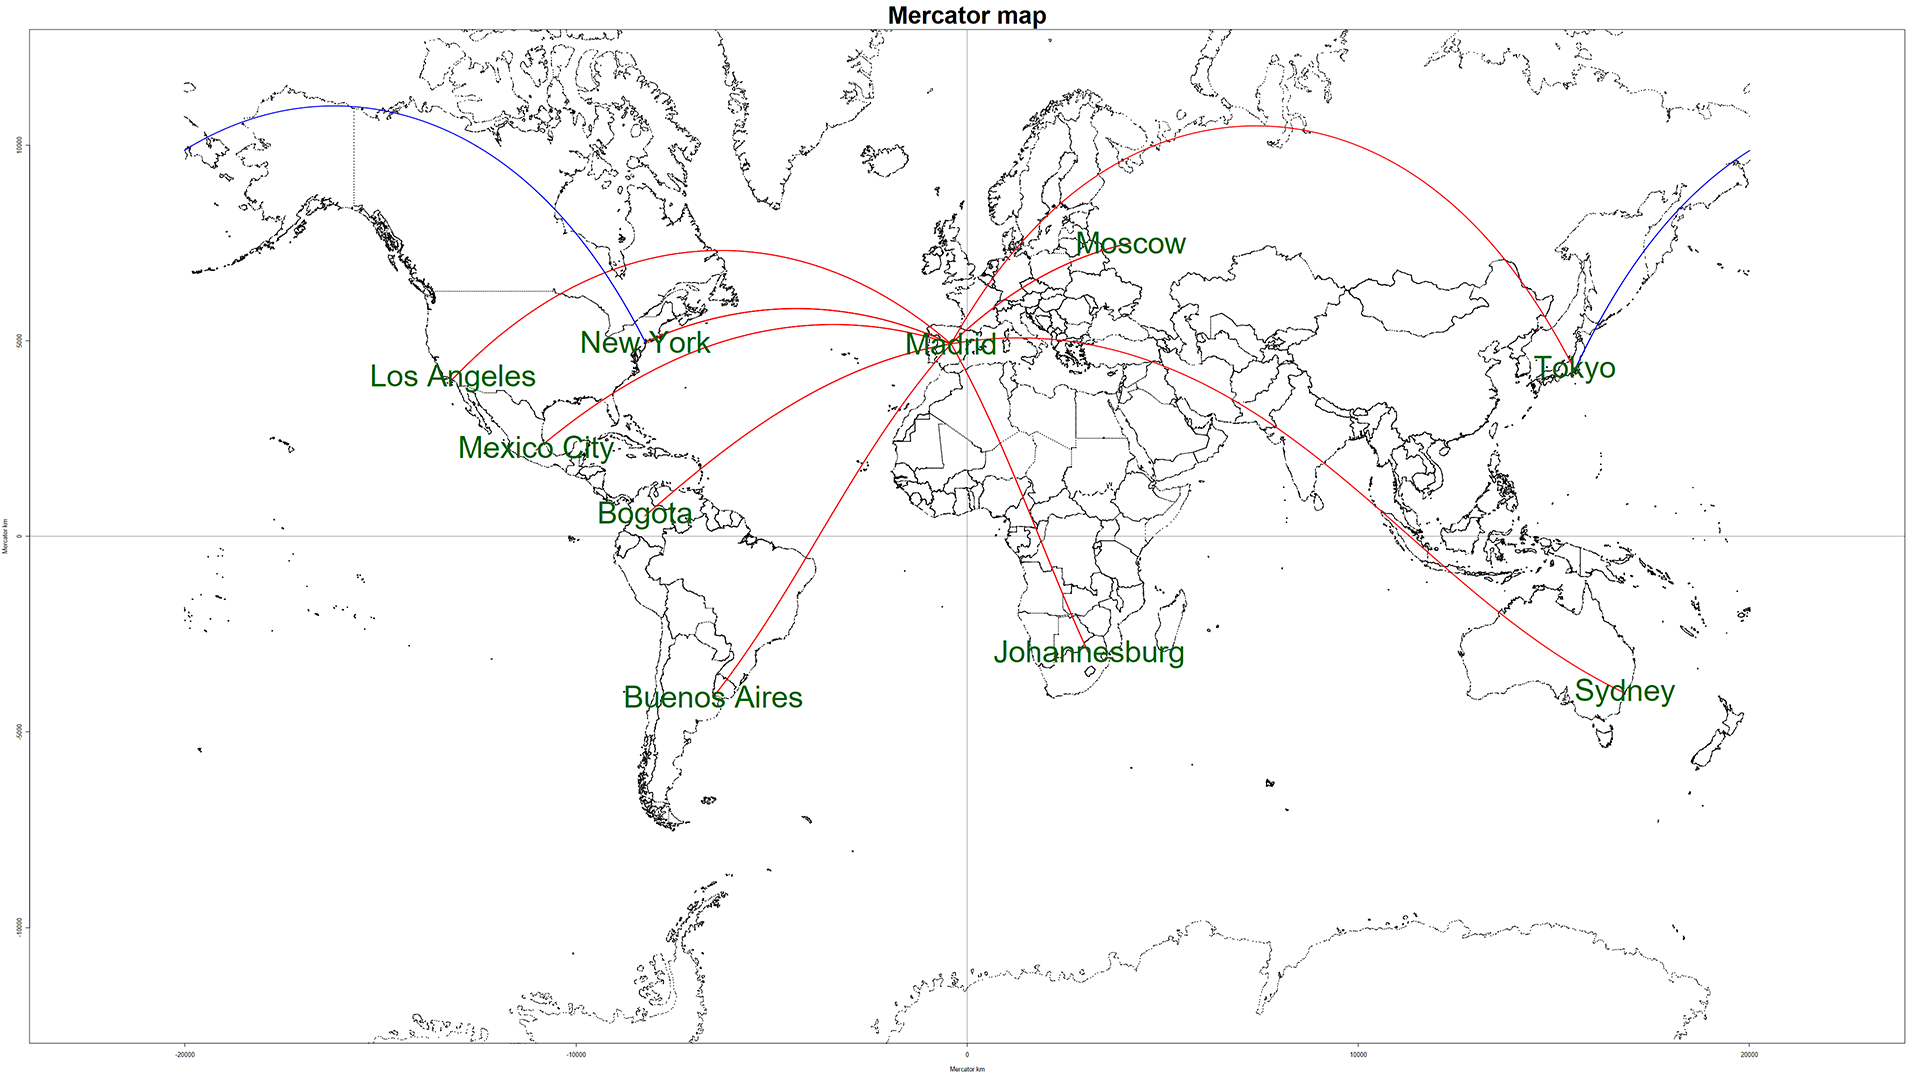 Mercator map
Moscow
New York
Madrid
Los Angeles
Tokyo
Mexico City
Bogota
Johannesburg
Sydney
Buenos Aires
10000
5000
0
-5000
-10000
Mercator km
-20000
-10000
0
10000
20000
Mercator km